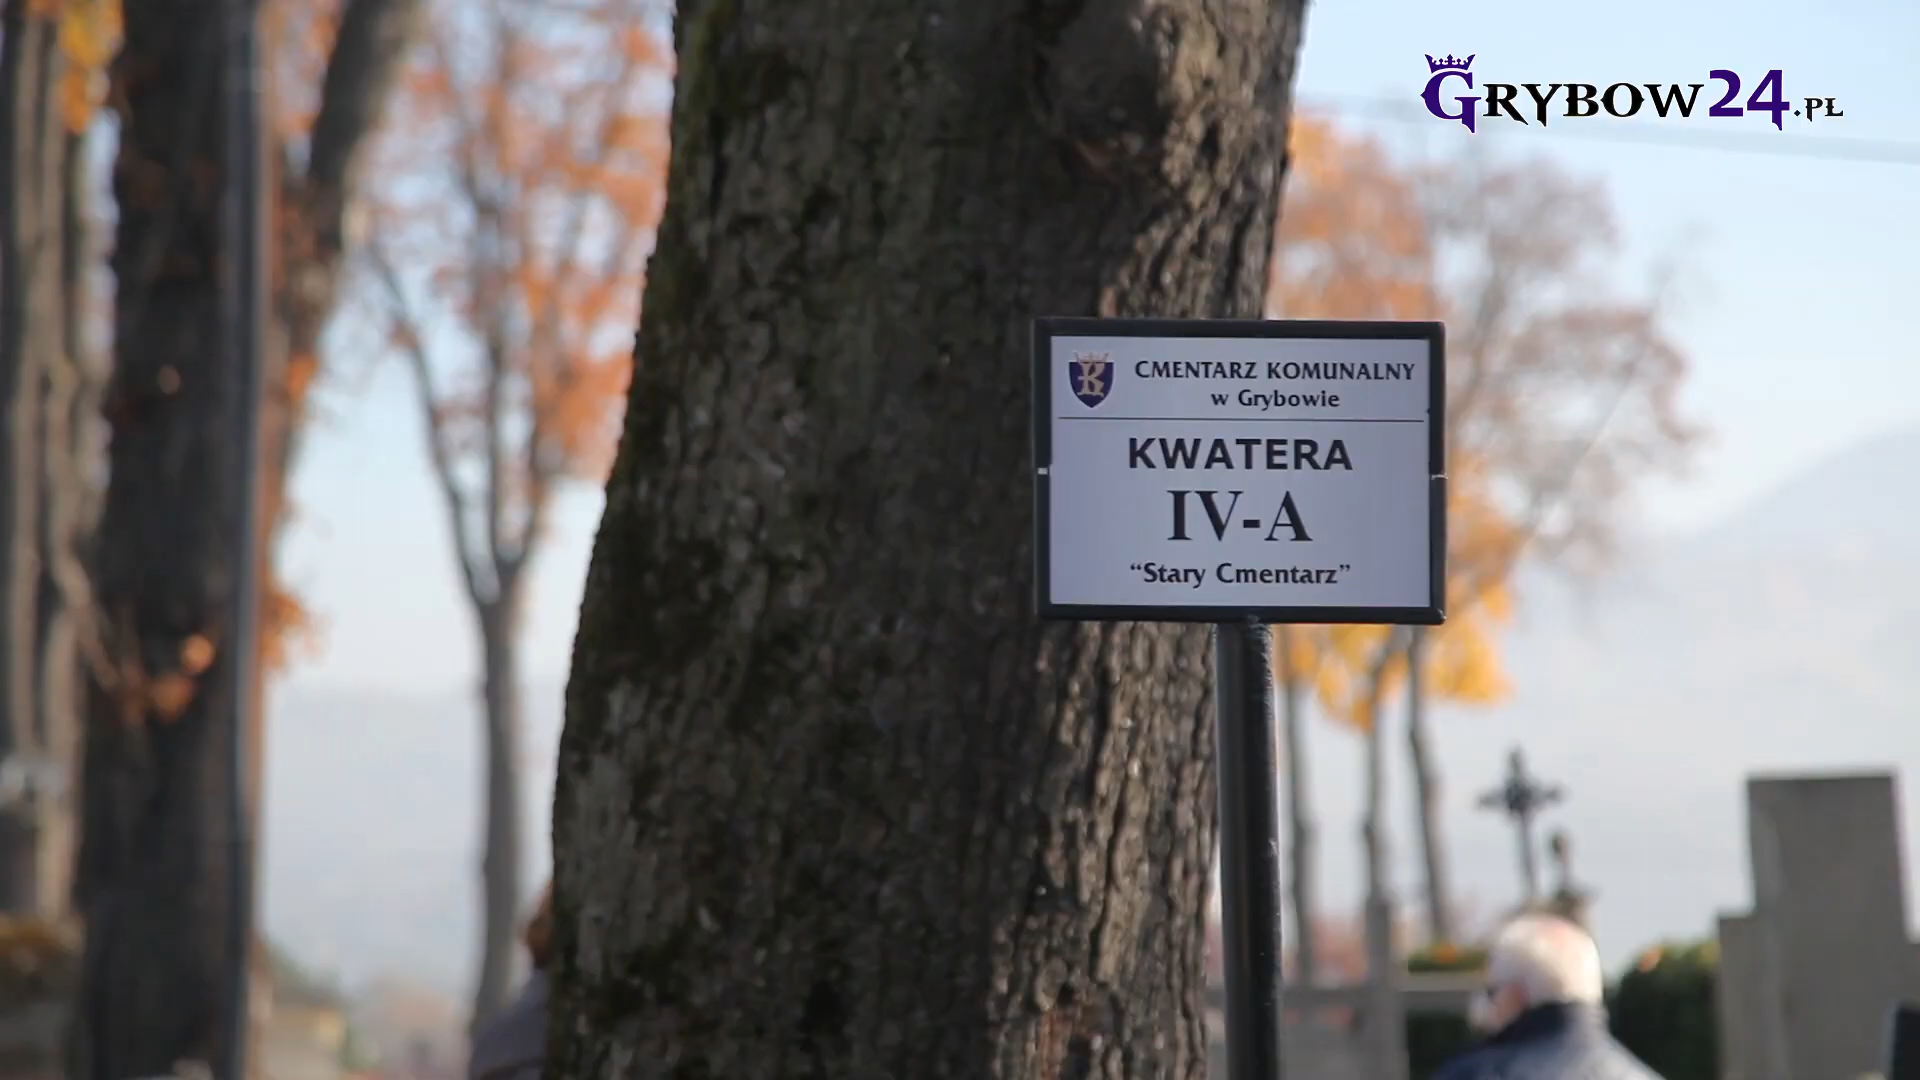 GRYBOW24.PL
CMENTARZ KOMUNALNY
w Grybowie
KWATERA
IV-A
“Stary Cmentarz”